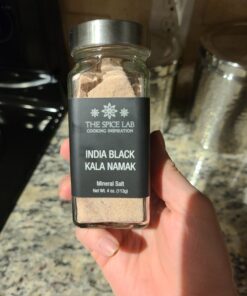 THE SPICE LAB
COOKING INSPIRATION
INDIA BLACK
KALA NAMAK
Mineral Salt
Net Wt. 4 oz. (113g)